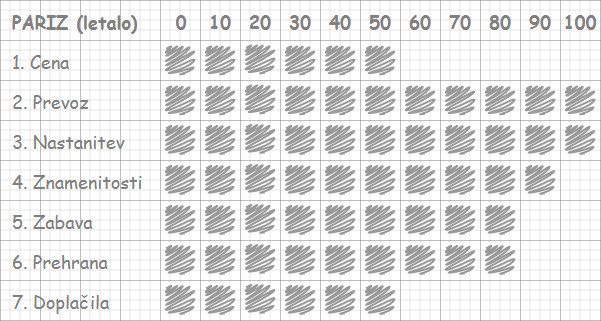 PARIZ (letalo) 0 10 20 30 40 50 60 70 80 90 100
1. Cena
2. Prevoz
3. Nastanitev
4. Znamenitosti
5. Zabava
6. Prehrana
7. Doplačila